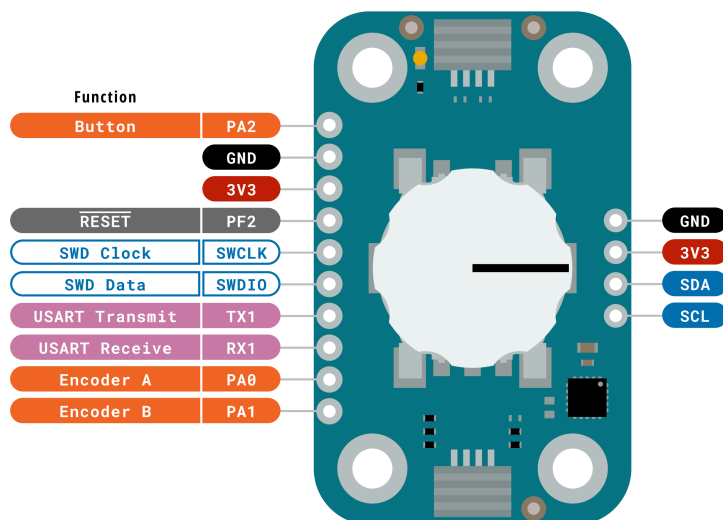 Function
Button PA2
GND
3V3
RESET PF2
SWD Clock SWCLK
SWD Data SWDIO
USART Transmit TX1
USART Receive RX1
Encoder A PA0
Encoder B PA1
GND
3V3
SDA
SCL